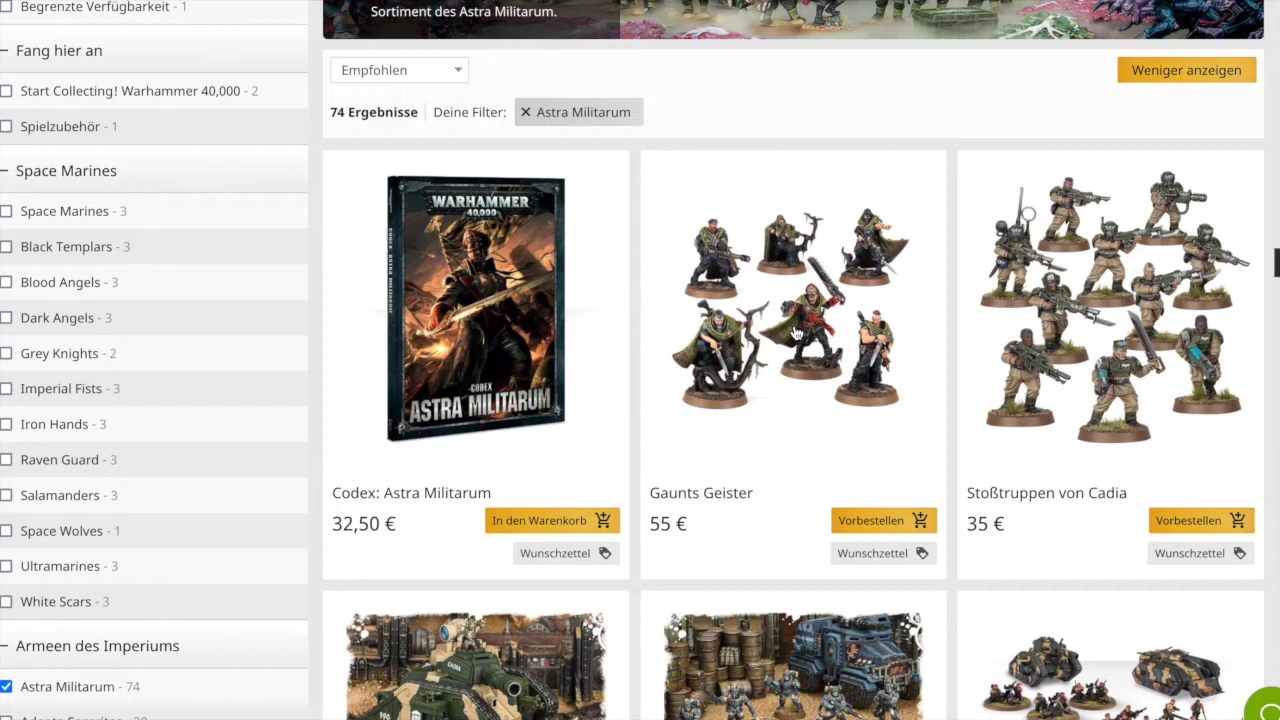 Begrenzte Verfügbarkeit - 1
Fang hier an
Start Collecting! Warhammer 40,000 - 2
Spielzubehör - 1
Space Marines
Space Marines - 3
Black Templars - 3
Blood Angels - 3
Dark Angels - 3
Grey Knights - 2
Imperial Fists - 3
Iron Hands - 3
Raven Guard - 3
Salamanders - 3
Space Wolves - 1
Ultramarines - 3
White Scars - 3
Armeen des Imperiums
Astra Militarum - 74
Sortiment des Astra Militarum.
Empfohlen
Weniger anzeigen
74 Ergebnisse
Deine Filter:
Astra Militarum
WARHAMMER
40,000
CODEX
ASTRA MILITARUM
Codex: Astra Militarum
32,50 €
In den Warenkorb
Wunschzettel
Gaunts Geister
55 €
Vorbestellen
Wunschzettel
Stoßtruppen von Cadia
35 €
Vorbestellen
Wunschzettel
CADIA